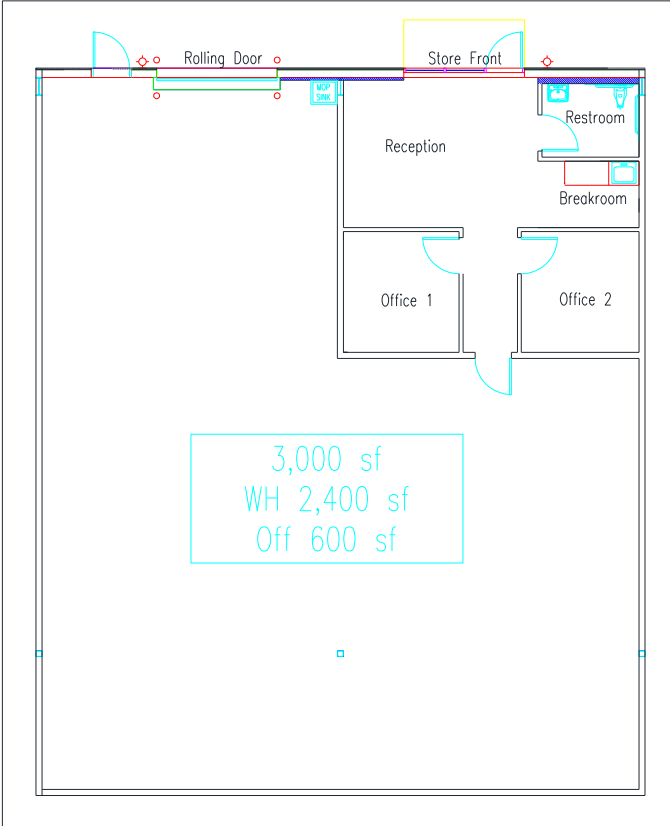 Rolling Door
Store Front
MOP
SINK
Restroom
Reception
Breakroom
Office 1
Office 2
3,000 sf
WH 2,400 sf
Off 600 sf